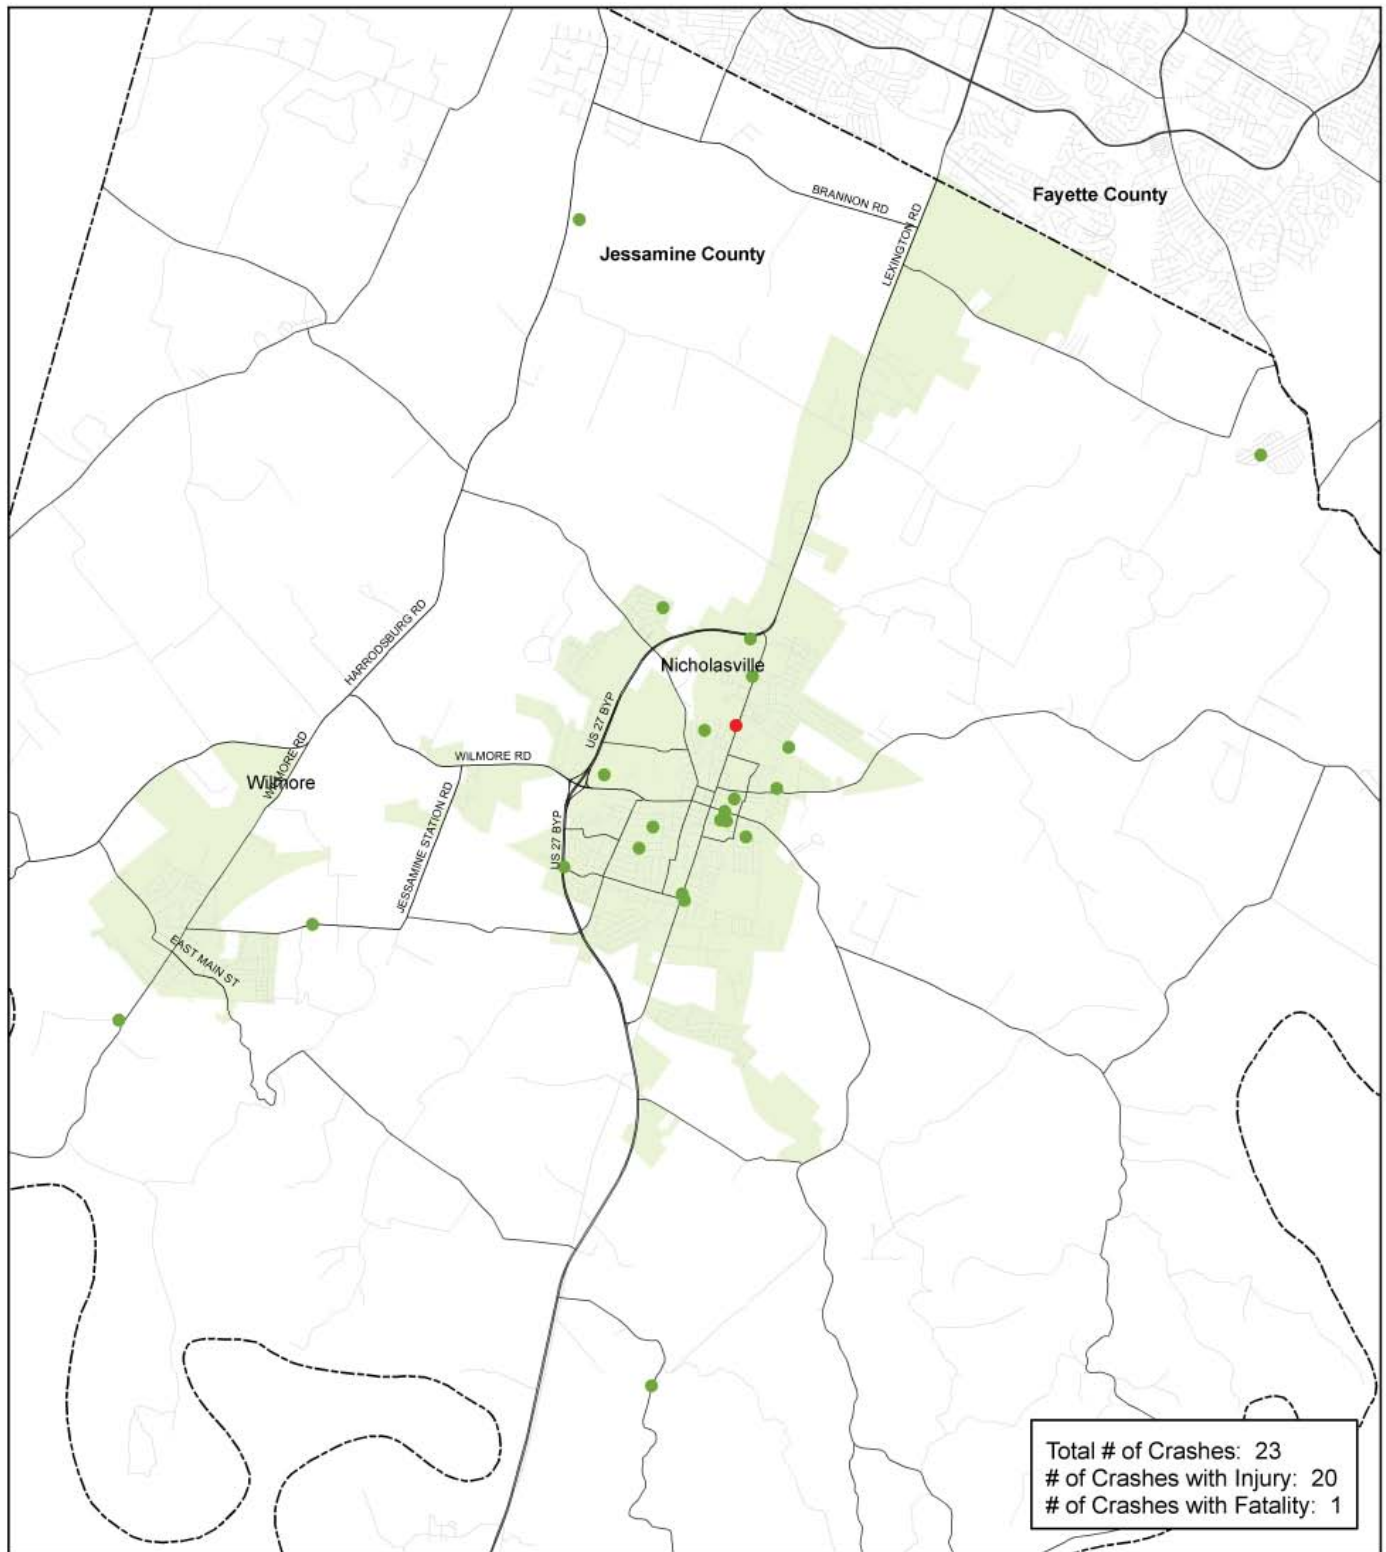 Fayette County
BRANNON RD
LEXINGTON RD
Jessamine County
HARRODSBURG RD
Nicholasville
US 27 BYP
WILMORE RD
WILMORE RD
Wilmore
JESSAMINE STATION RD
US 27 BYP
EAST MAIN ST
Total # of Crashes: 23
# of Crashes with Injury: 20
# of Crashes with Fatality: 1